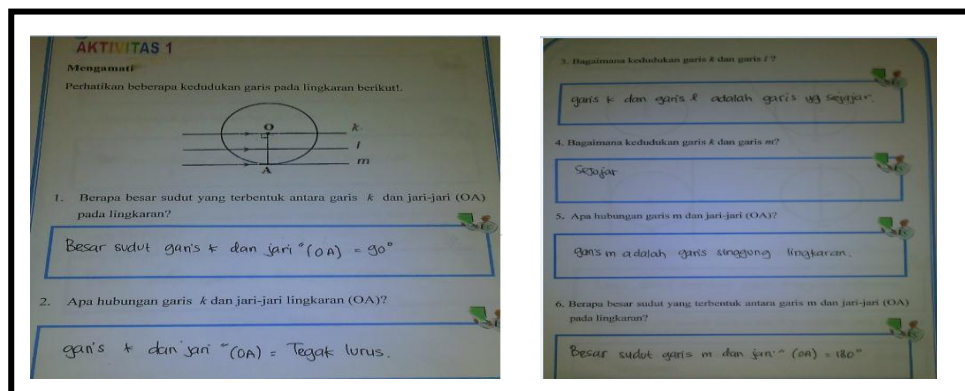 AKTIVITAS 1
Mengamati
Perhatikan beberapa kedudukan garis pada lingkaran berikut!.
O
k
l
m
A
1. Berapa besar sudut yang terbentuk antara garis k dan jari-jari (OA)
pada lingkaran?
Besar sudut garis k dan jari" (OA) = 90°
2. Apa hubungan garis k dan jari-jari lingkaran (OA)?
garis k dan jari" (OA) = Tegak lurus.
3. Bagaimana kedudukan garis k dan garis l ?
garis k dan garis l adalah garis yg sejajar.
4. Bagaimana kedudukan garis k dan garis m?
Sejajar
5. Apa hubungan garis m dan jari-jari (OA)?
garis m adalah garis singgung lingkaran.
6. Berapa besar sudut yang terbentuk antara garis m dan jari-jari (OA)
pada lingkaran?
Besar sudut garis m dan jari" (OA) = 180°